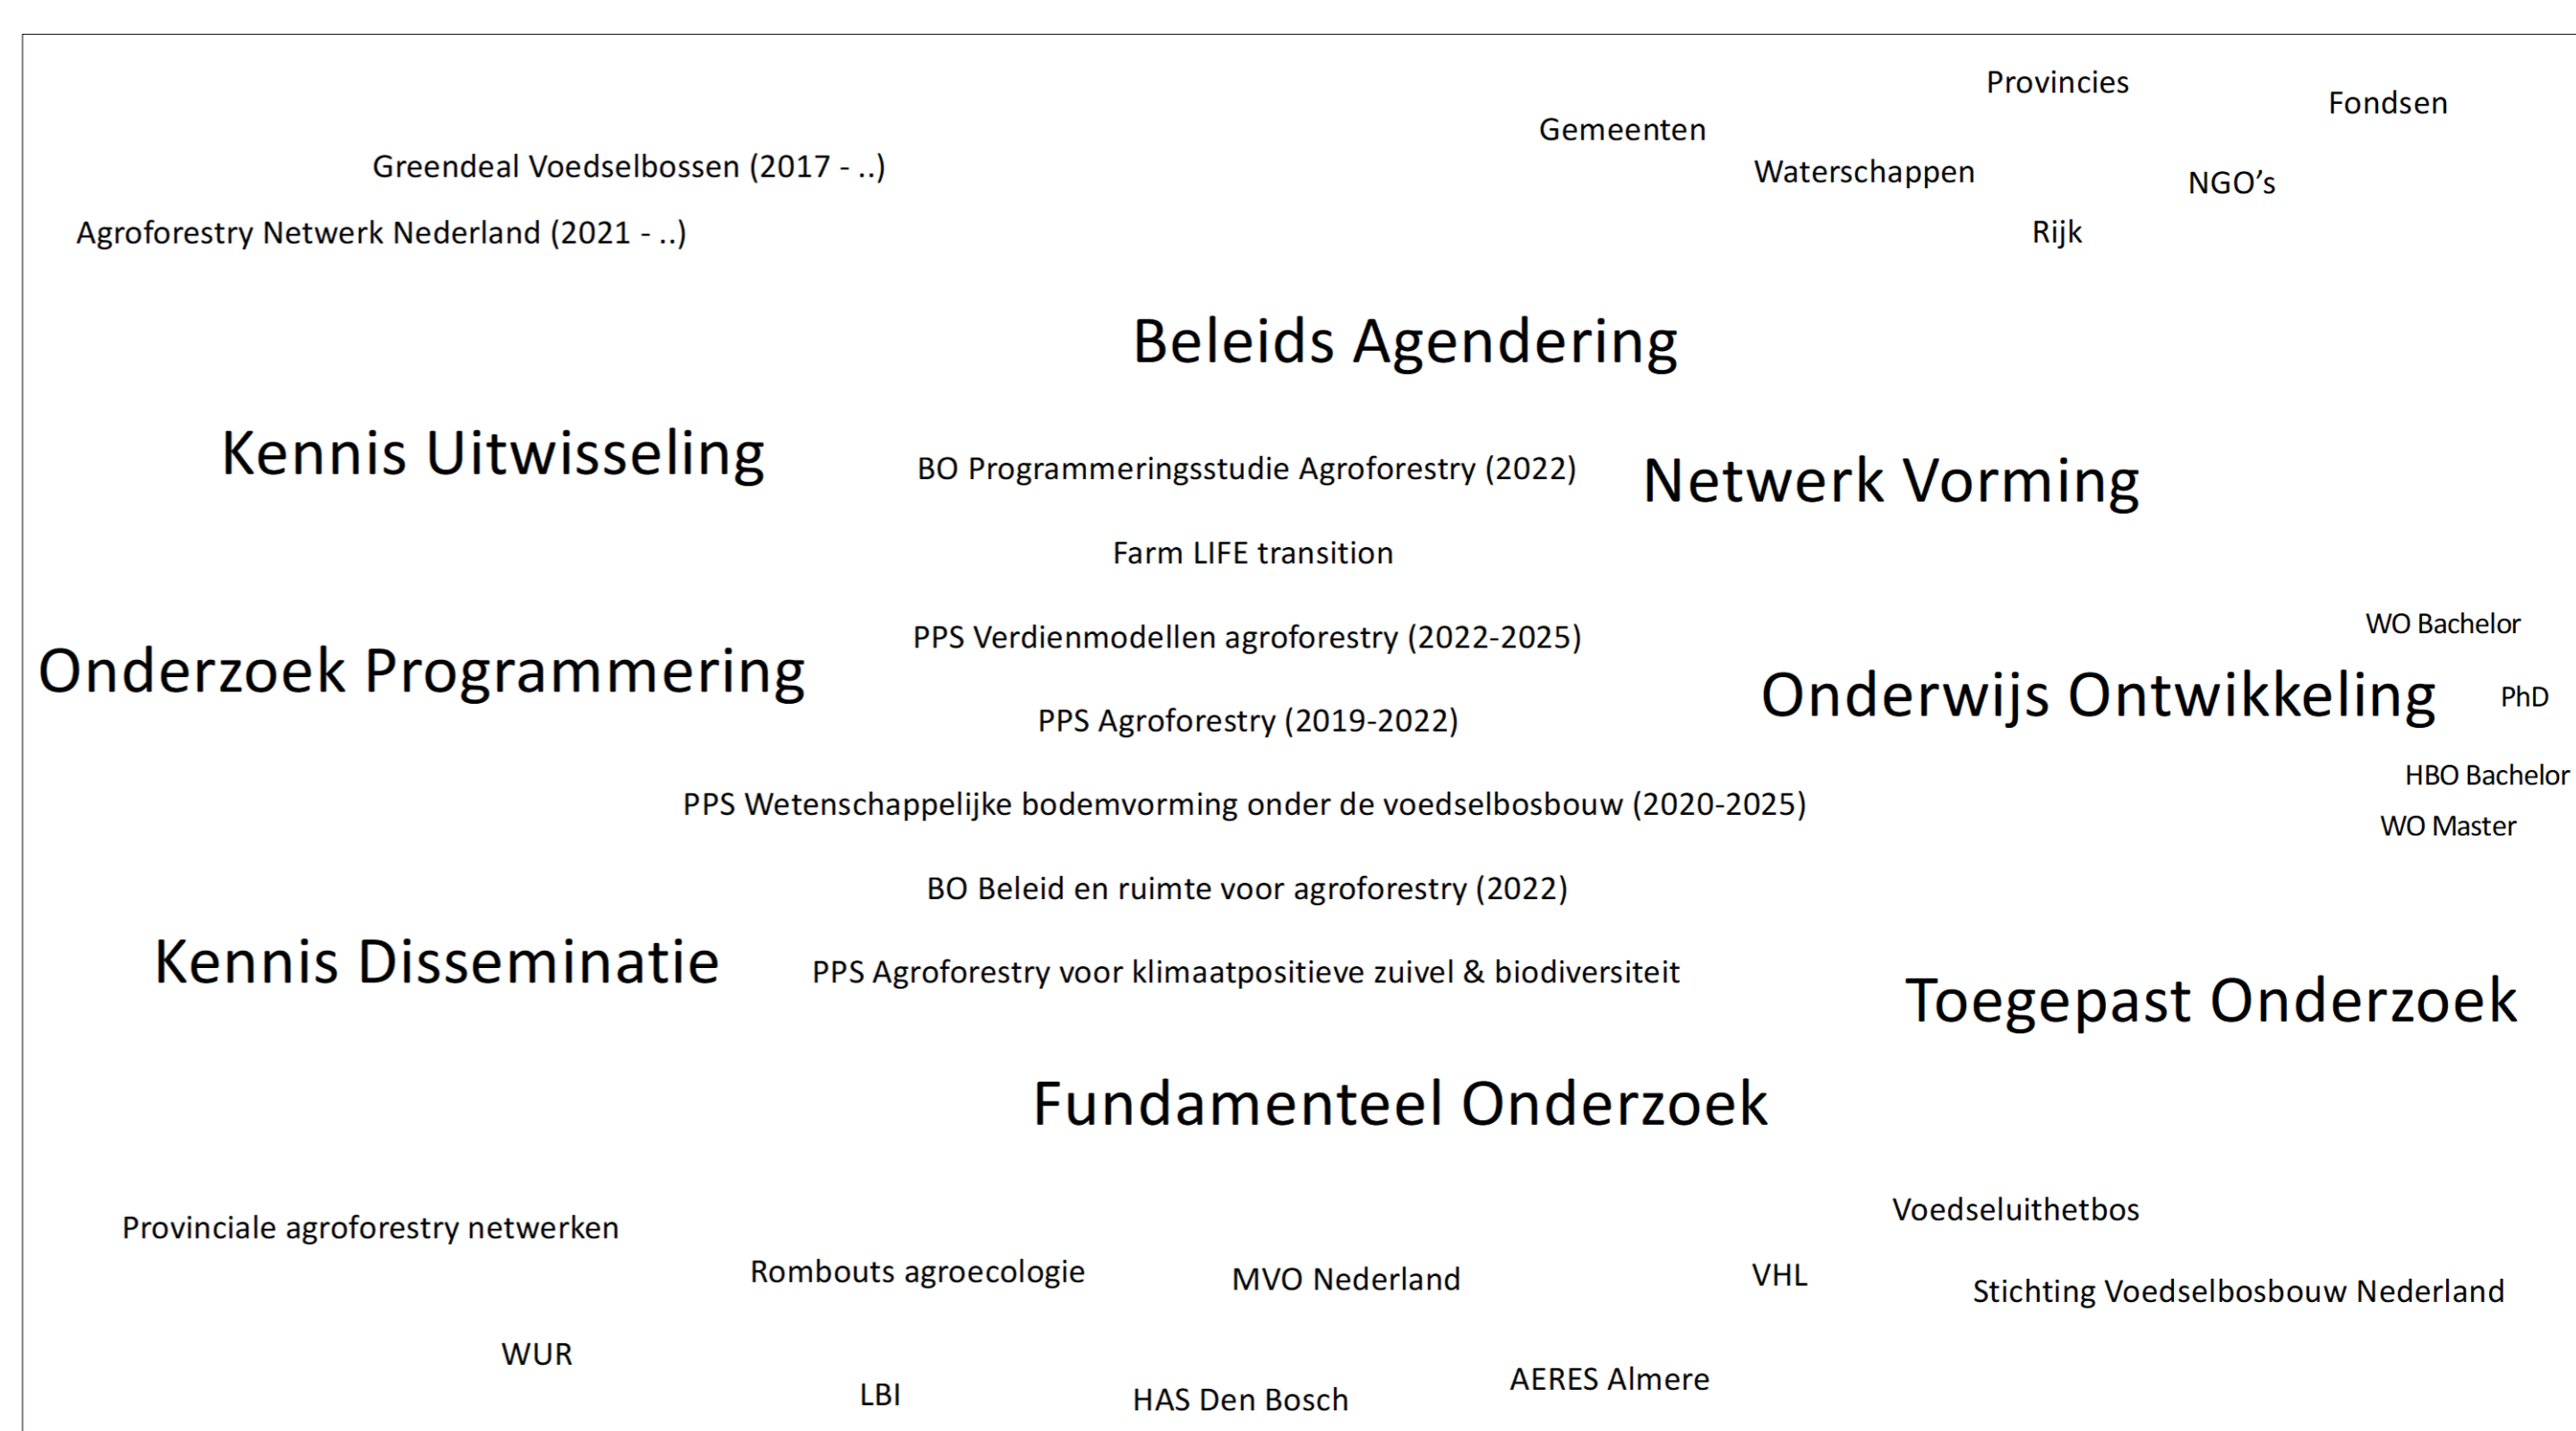 Provincies
Fondsen
Gemeenten
Greendeal Voedselbossen (2017 - ..)
Waterschappen
NGO’s
Agroforestry Netwerk Nederland (2021 - ..)
Rijk
Beleids Agendering
Kennis Uitwisseling
BO Programmeringsstudie Agroforestry (2022)
Netwerk Vorming
Farm LIFE transition
WO Bachelor
PPS Verdienmodellen agroforestry (2022-2025)
Onderzoek Programmering
Onderwijs Ontwikkeling
PhD
PPS Agroforestry (2019-2022)
HBO Bachelor
PPS Wetenschappelijke bodemvorming onder de voedselbosbouw (2020-2025)
WO Master
BO Beleid en ruimte voor agroforestry (2022)
Kennis Disseminatie
PPS Agroforestry voor klimaatpositieve zuivel & biodiversiteit
Toegepast Onderzoek
Fundamenteel Onderzoek
Voedseluithetbos
Provinciale agroforestry netwerken
Rombouts agroecologie
MVO Nederland
VHL
Stichting Voedselbosbouw Nederland
WUR
AERES Almere
LBI
HAS Den Bosch